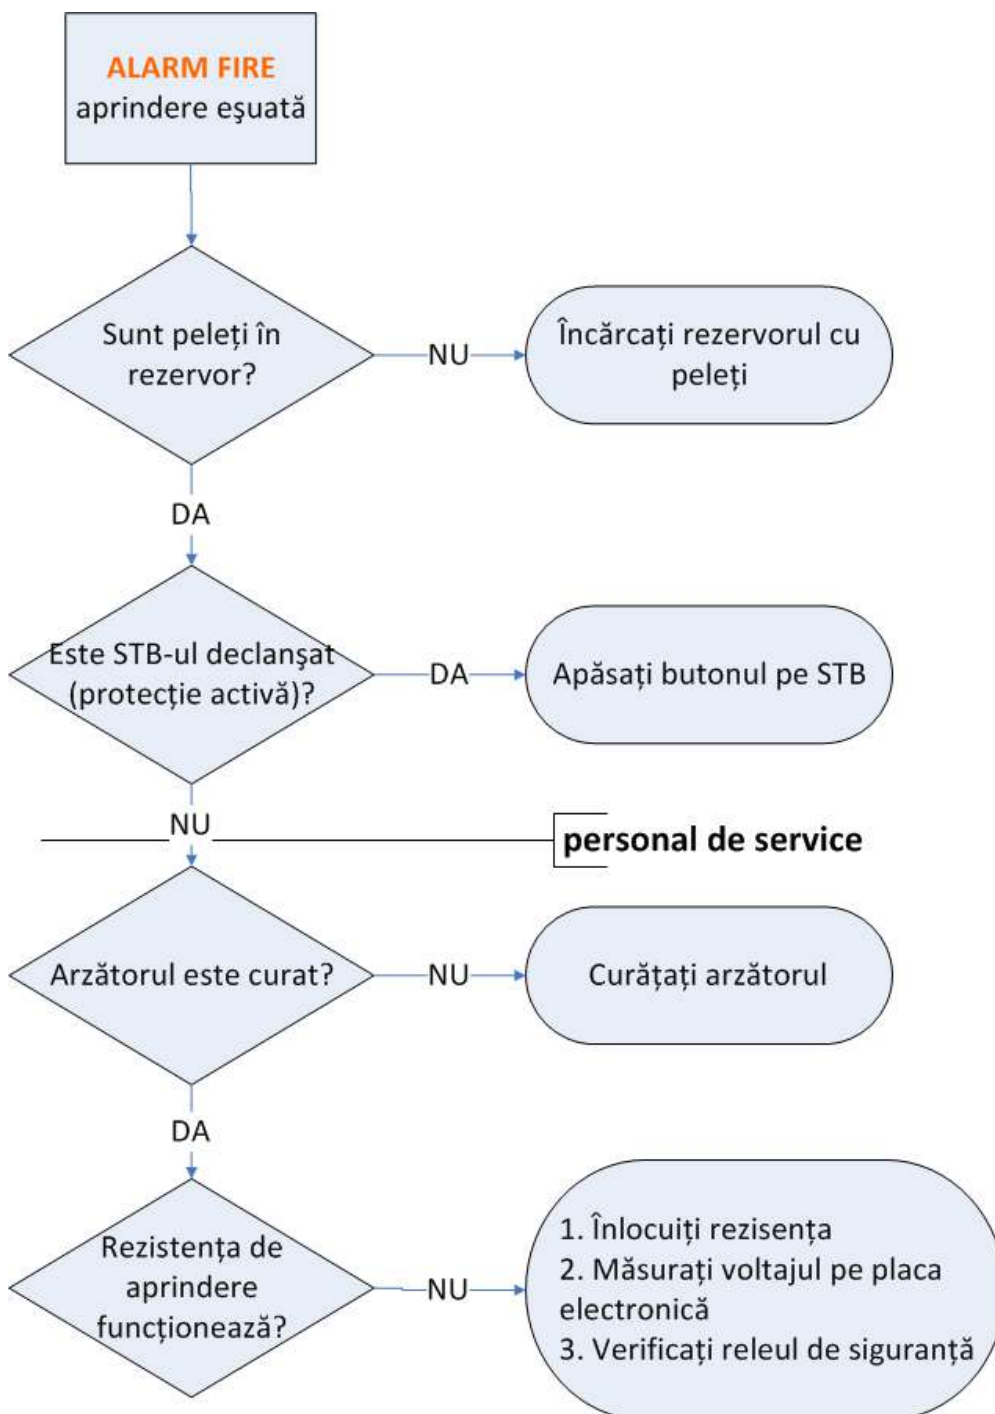 ALARM FIRE
aprindere eşuată
Sunt peleți în
rezervor?
NU
Încărcați rezervorul cu
peleți
DA
Este STB-ul declanşat
(protecție activă)?
DA
Apăsați butonul pe STB
NU
personal de service
Arzătorul este curat?
NU
Curățați arzătorul
DA
Rezistența de
aprindere
funcționează?
NU
1. Înlocuiți rezisența
2. Măsurați voltajul pe placa
electronică
3. Verificați releul de siguranță